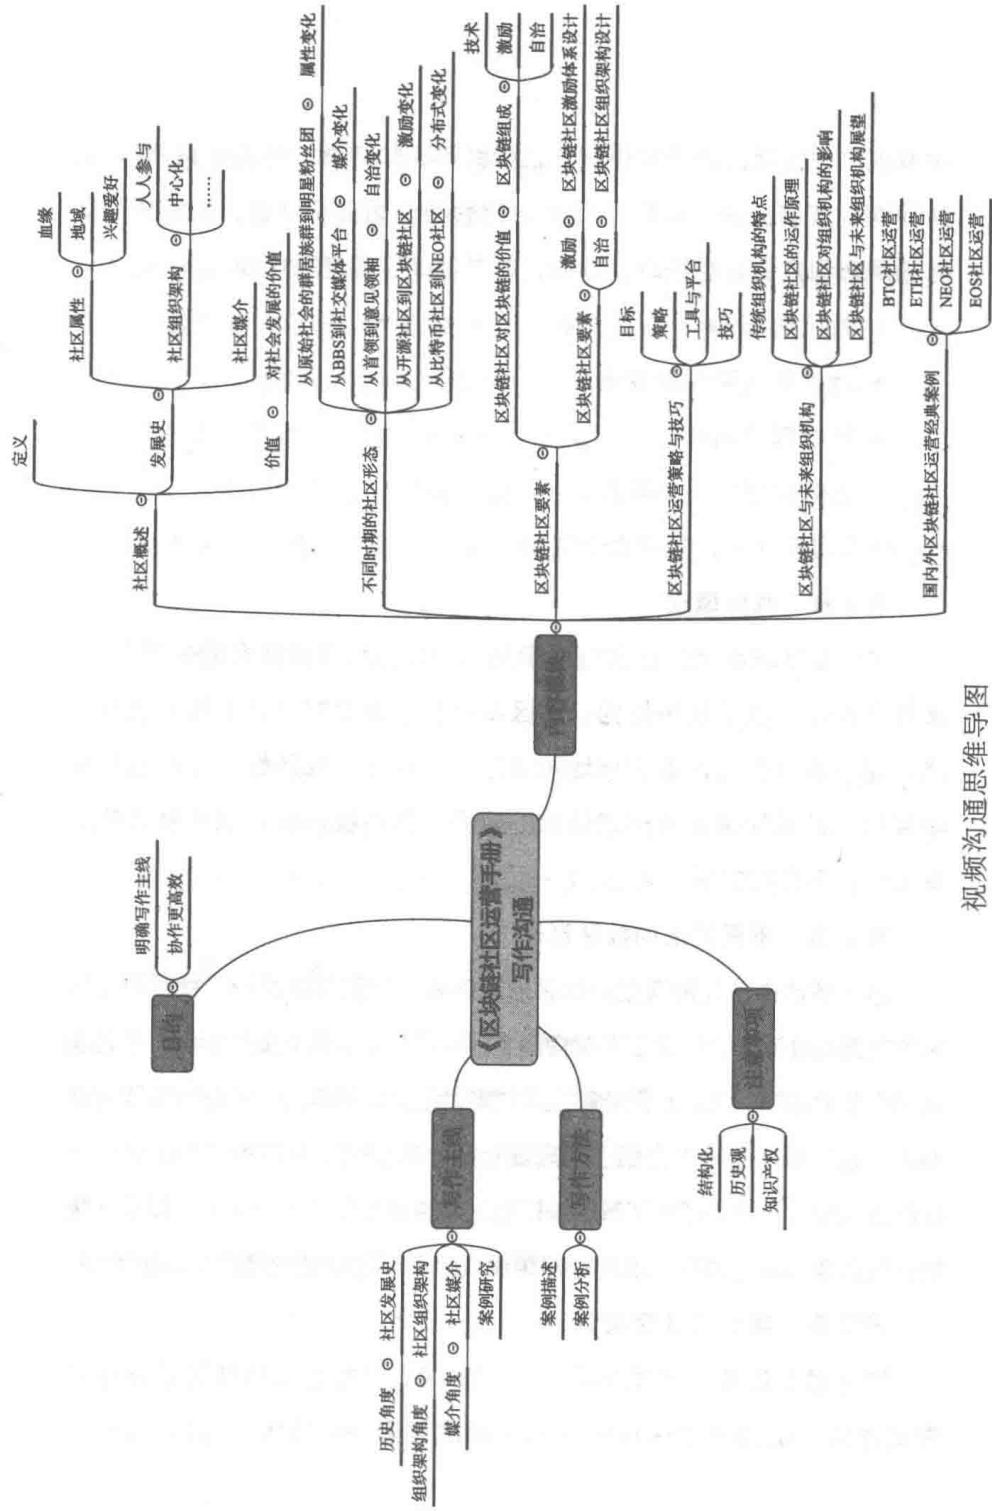 《区块链社区运营手册》
写作沟通
目的
明确写作主线
协作更高效
写作主线
社区发展史
历史角度
社区组织架构
组织架构角度
社区媒介
媒介角度
案例研究
写作方法
案例描述
案例分析
注意事项
结构化
历史观
知识产权
社区概述
定义
发展史
社区属性
血缘
地域
兴趣爱好
社区组织架构
人人参与
中心化
……
社区媒介
价值
对社会发展的价值
不同时期的社区形态
从原始社会的群居族群到明星粉丝团
属性变化
从BBS到社交媒体平台
媒介变化
从首领到意见领袖
自治变化
从开源社区到区块链社区
激励变化
从比特币社区到NEO社区
分布式变化
区块链社区要素
区块链社区对区块链的价值
区块链组成
技术
激励
自治
区块链社区要素
激励
区块链社区激励体系设计
自治
区块链社区组织架构设计
区块链社区运营策略与技巧
目标
策略
工具与平台
技巧
区块链社区与未来组织机构
传统组织机构的特点
区块链社区的运作原理
区块链社区对组织机构的影响
区块链社区与未来组织机构展望
国内外区块链社区运营经典案例
BTC社区运营
ETH社区运营
NEO社区运营
EOS社区运营
视频沟通思维导图